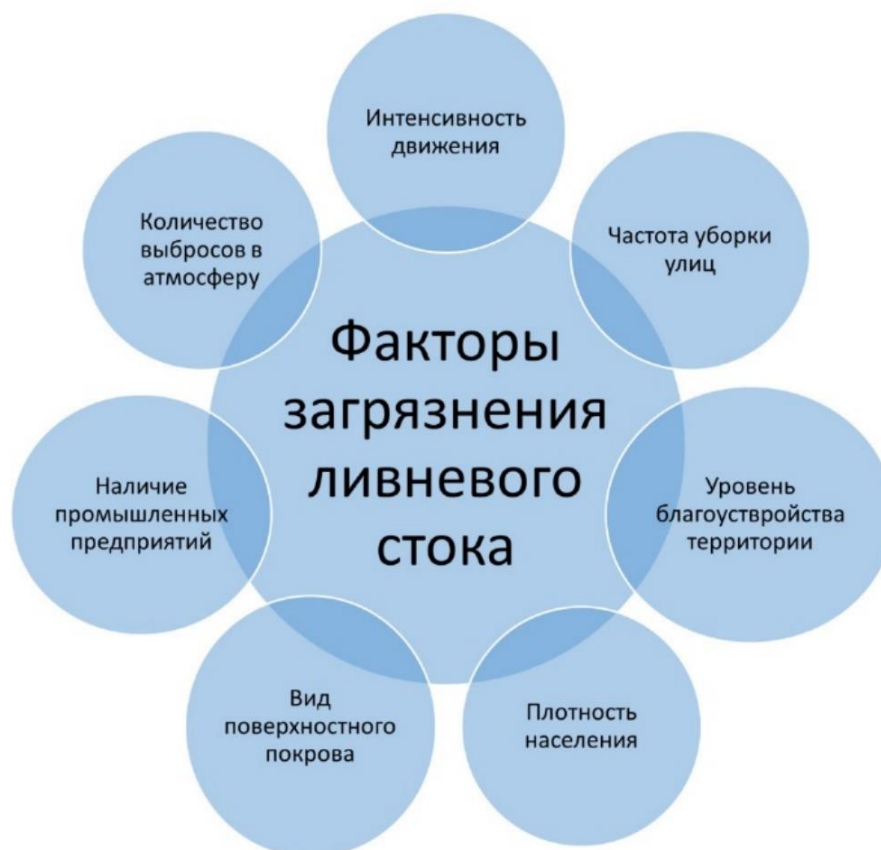 Интенсивность
движения
Частота уборки
улиц
Количество
выбросов в
атмосферу
Факторы
загрязнения
ливневого
стока
Наличие
промышленных
предприятий
Уровень
благоуствройства
территории
Вид
поверхностного
покрова
Плотность
населения